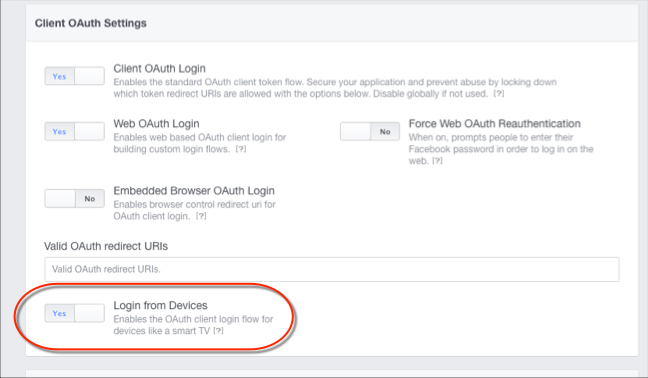 Client OAuth Settings
Yes
Client OAuth Login
Enables the standard OAuth client token flow. Secure your application and prevent abuse by locking down
which token redirect URIs are allowed with the options below. Disable globally if not used. [?]
Yes
Web OAuth Login
Enables web based OAuth client login for
building custom login flows. [?]
No
Force Web OAuth Reauthentication
When on, prompts people to enter their
Facebook password in order to log in on the
web. [?]
No
Embedded Browser OAuth Login
Enables browser control redirect uri for
OAuth client login. [?]
Valid OAuth redirect URIs
Valid OAuth redirect URIs.
Yes
Login from Devices
Enables the OAuth client login flow for
devices like a smart TV [?]